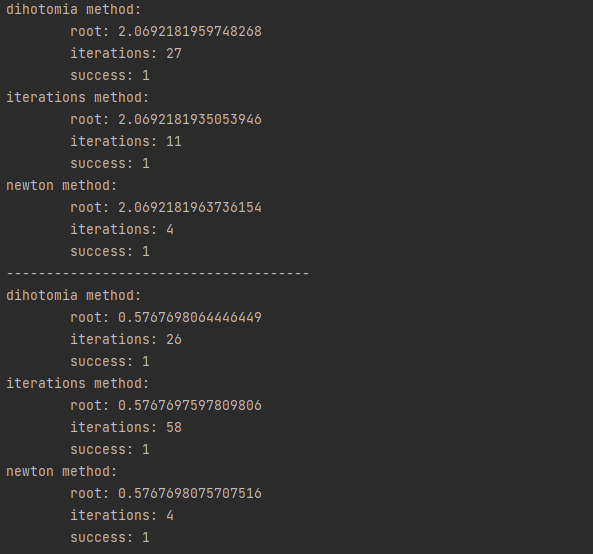 dihotomia method:
        root: 2.0692181959748268
        iterations: 27
        success: 1
iterations method:
        root: 2.0692181935053946
        iterations: 11
        success: 1
newton method:
        root: 2.0692181963736154
        iterations: 4
        success: 1
--------------------------------------
dihotomia method:
        root: 0.5767698064446449
        iterations: 26
        success: 1
iterations method:
        root: 0.5767697597809806
        iterations: 58
        success: 1
newton method:
        root: 0.5767698075707516
        iterations: 4
        success: 1